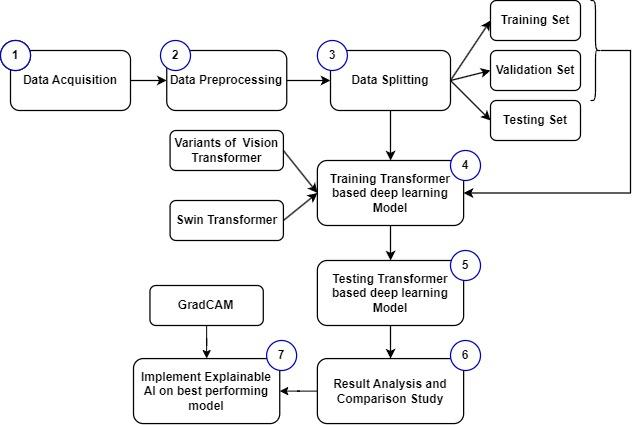 1
Data Acquisition
2
Data Preprocessing
3
Data Splitting
Training Set
Validation Set
Testing Set
Variants of Vision
Transformer
Swin Transformer
4
Training Transformer
based deep learning
Model
5
Testing Transformer
based deep learning
Model
6
Result Analysis and
Comparison Study
7
Implement Explainable
AI on best performing
model
GradCAM